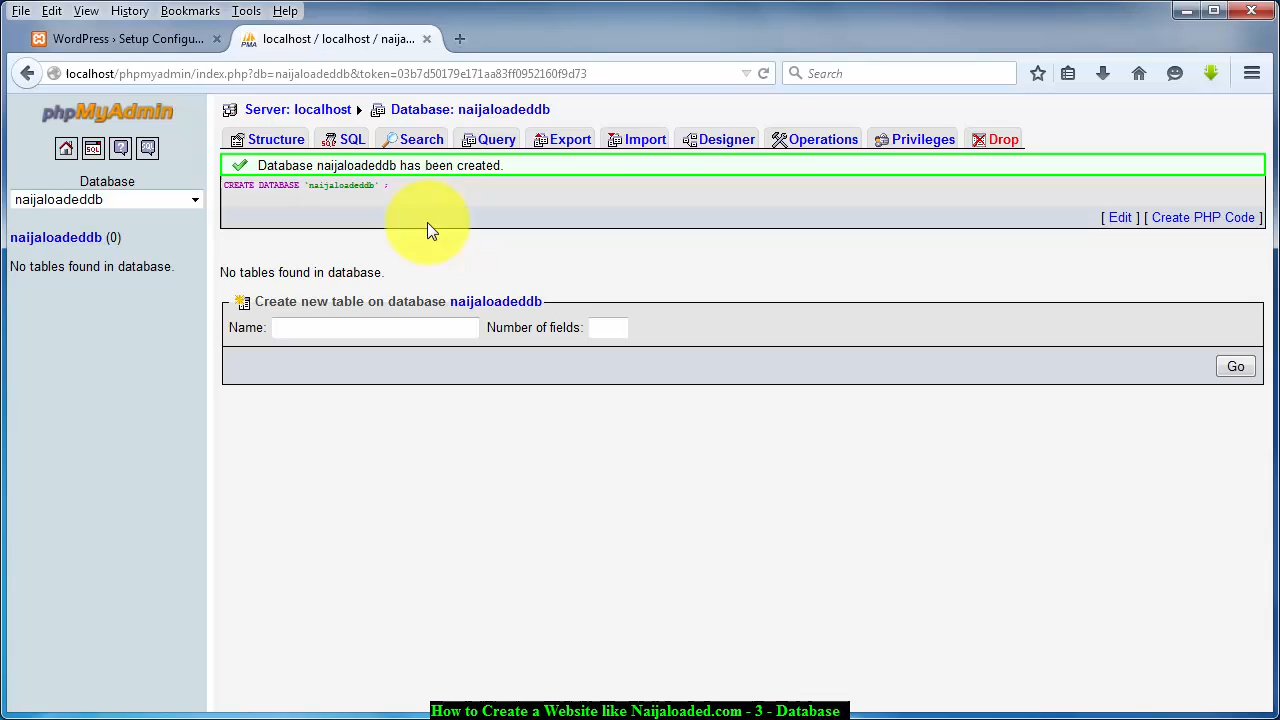 File Edit View History Bookmarks Tools Help
WordPress › Setup Configu...
localhost / localhost / naija...
localhost/phpmyadmin/index.php?db=naijaloadeddb&token=03b7d50179e171aa83f09521df9f9d73
Search
phpMyAdmin
Server: localhost Database: naijaloadeddb
Structure SQL Search Query Export Import Designer Operations Privileges Drop
Database
naijaloadeddb
naijaloadeddb (0)
No tables found in database.
Database naijaloadeddb has been created.
CREATE DATABASE `naijaloadeddb` ;
[ Edit ] [ Create PHP Code ]
No tables found in database.
Create new table on database naijaloadeddb
Name: Number of fields:
Go
How to Create a Website like Naijaloaded.com - 3 - Database